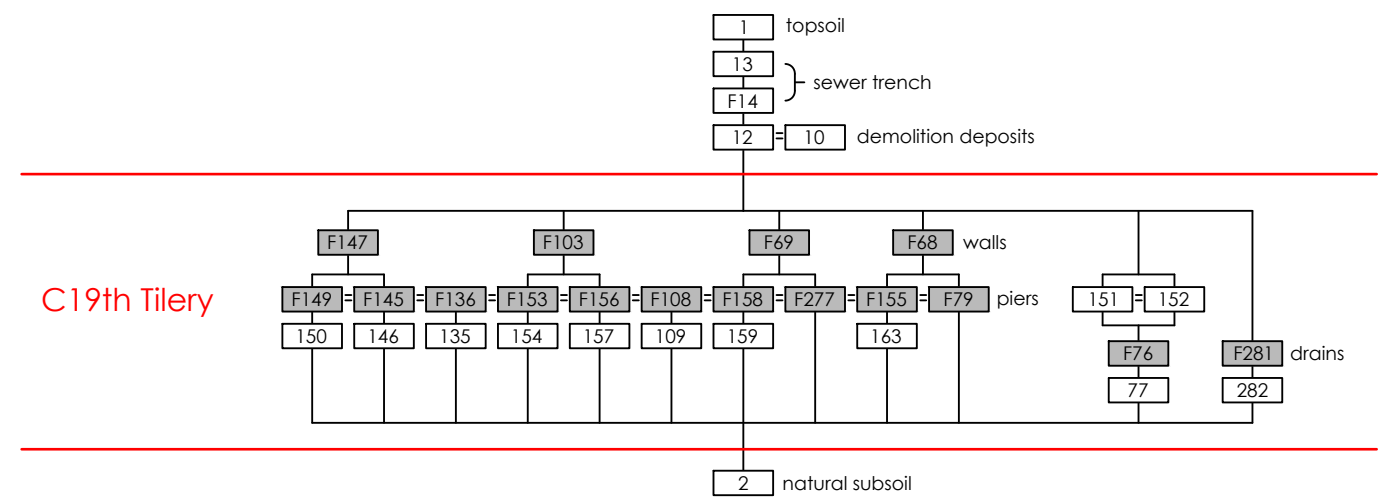 1 topsoil
13
sewer trench
F14
12 = 10 demolition deposits
F147 F103 F69 F68 walls
C19th Tilery
F149 = F145 = F136 = F153 = F156 = F108 = F158 = F277 = F155 = F79 piers 151 = 152
150 146 135 154 157 109 159 163
F76 F281 drains
77 282
2 natural subsoil